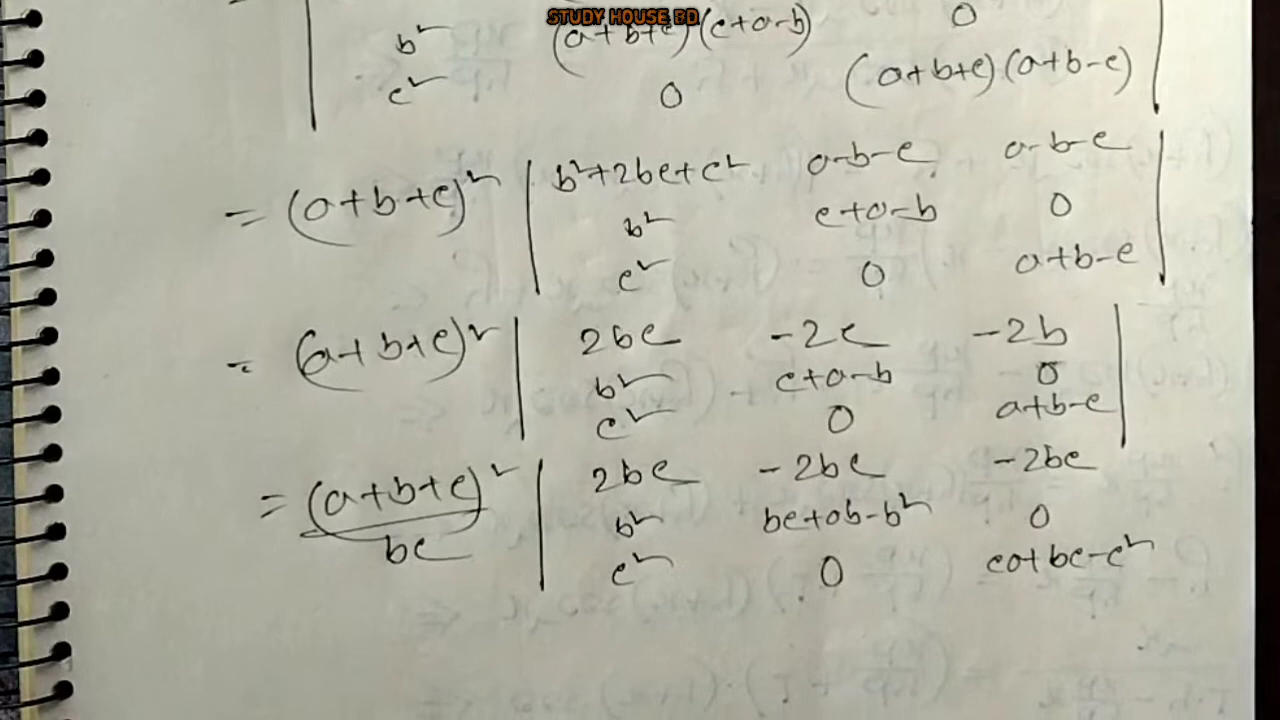 STUDY HOUSE BD
b² (a+b+c)(c+a-b) 0
c² 0 (a+b+c)(a+b-c)
= (a+b+c)² | b²+2bc+c² a-b-c a-b-c |
b² c+a-b 0
c² 0 a+b-c
= (a+b+c)² | 2bc -2c -2b |
b² c+a-b 0
c² 0 a+b-c
= (a+b+c)²/bc | 2bc -2bc -2bc |
b² bc+ab-b² 0
c² 0 ca+bc-c²